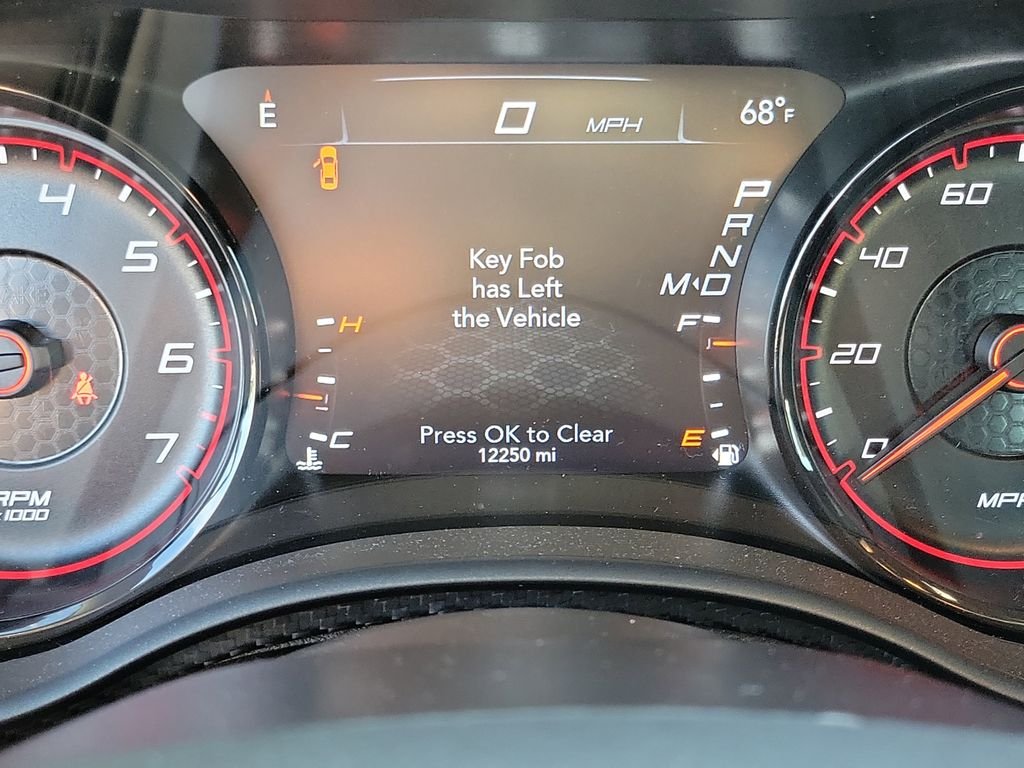 E
0 MPH
68°F
P
R
N
M D
Key Fob
has Left
the Vehicle
H
C
F
E
Press OK to Clear
12250 mi
4
5
6
7
RPM
x1000
60
40
20
0
MPH